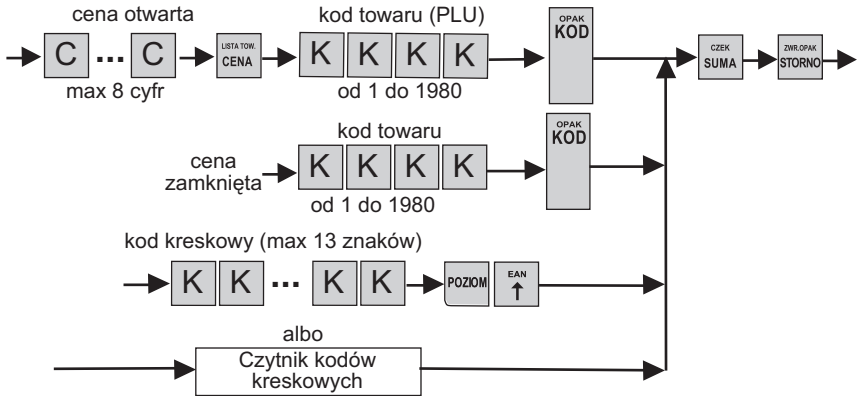 cena otwarta
kod towaru (PLU)
C ... C
LISTA TOW.
CENA
K K K K
OPAK
KOD
CZEK
SUMA
ZWR.OPAK
STORNO
max 8 cyfr
od 1 do 1980
kod towaru
cena
zamknięta
K K K K
OPAK
KOD
od 1 do 1980
kod kreskowy (max 13 znaków)
K K ... K K
POZIOM
EAN
↑
albo
Czytnik kodów
kreskowych